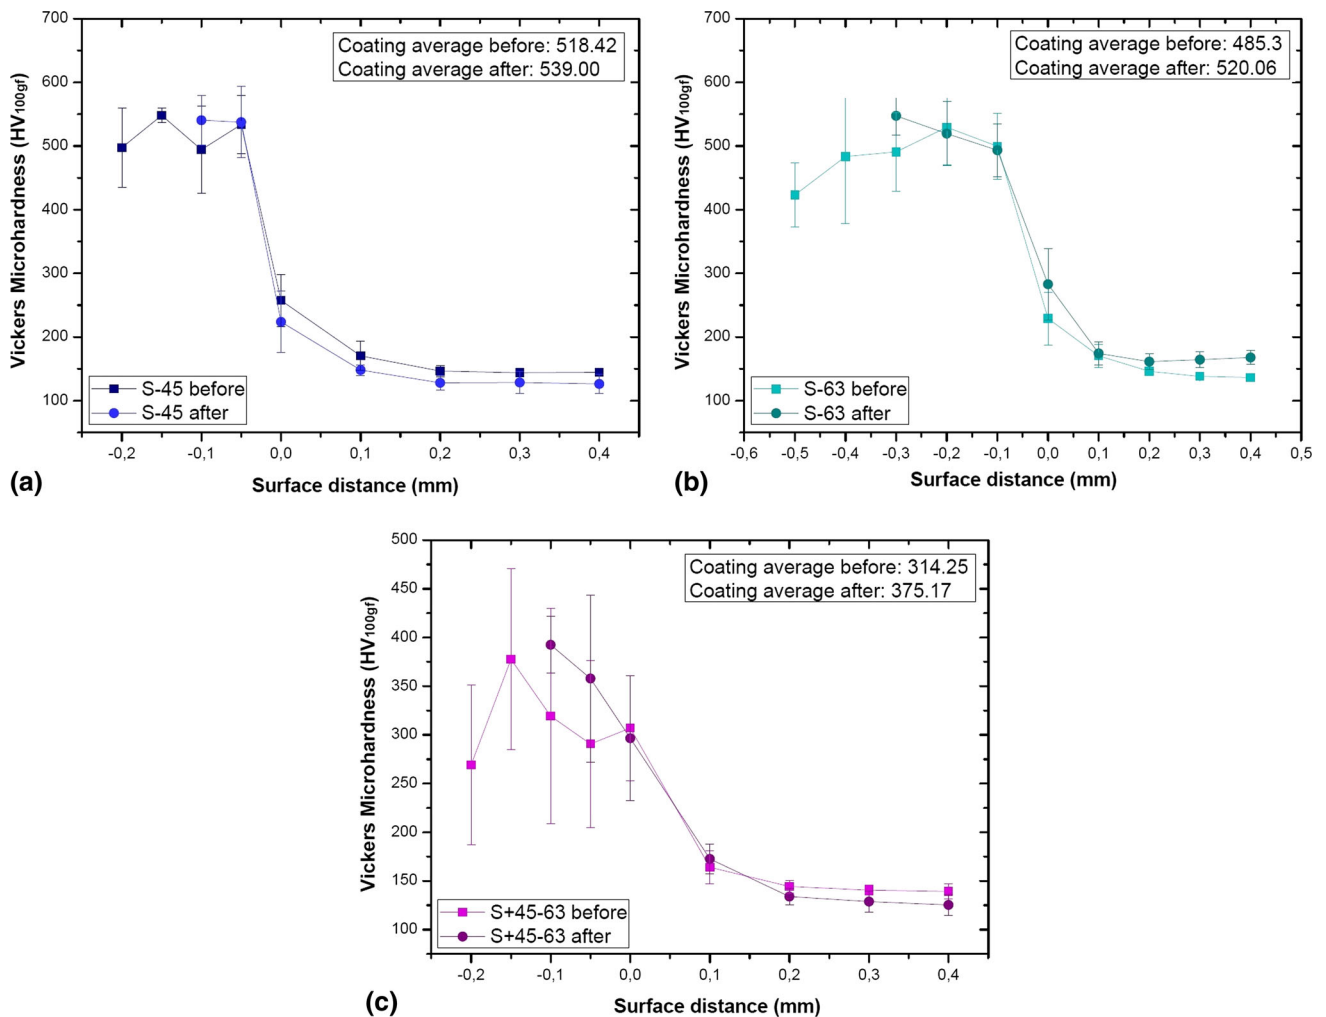 700
600
500
400
300
200
100
Vickers Microhardness (HV100gf)
Coating average before: 518.42
Coating average after: 539.00
S-45 before
S-45 after
-0,2
-0,1
0,0
0,1
0,2
0,3
0,4
(a)
Surface distance (mm)
700
600
500
400
300
200
100
Vickers Microhardness (HV100gf)
Coating average before: 485.3
Coating average after: 520.06
S-63 before
S-63 after
-0,6
-0,5
-0,4
-0,3
-0,2
-0,1
0,0
0,1
0,2
0,3
0,4
0,5
(b)
Surface distance (mm)
500
450
400
350
300
250
200
150
100
Vickers Microhardness (HV100gf)
Coating average before: 314.25
Coating average after: 375.17
S+45-63 before
S+45-63 after
-0,2
-0,1
0,0
0,1
0,2
0,3
0,4
(c)
Surface distance (mm)